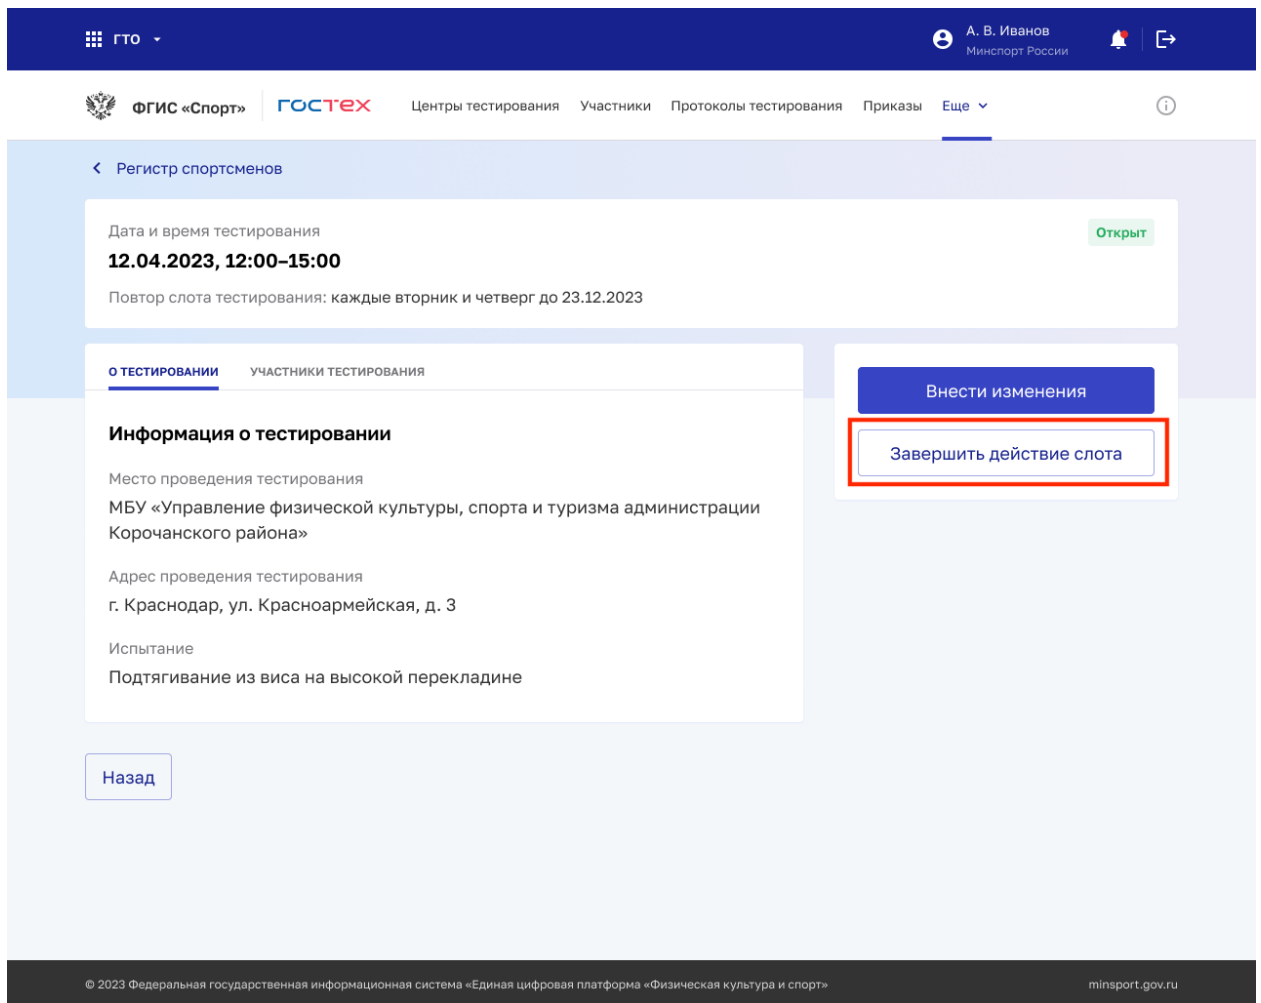 ГТО
А. В. Иванов
Минспорт России
ФГИС «Спорт»
ГОСТЕХ
Центры тестирования Участники Протоколы тестирования Приказы Еще
Регистр спортсменов
Дата и время тестирования
Открыт
12.04.2023, 12:00–15:00
Повтор слота тестирования: каждые вторник и четверг до 23.12.2023
О ТЕСТИРОВАНИИ УЧАСТНИКИ ТЕСТИРОВАНИЯ
Внести изменения
Завершить действие слота
Информация о тестировании
Место проведения тестирования
МБУ «Управление физической культуры, спорта и туризма администрации
Корочанского района»
Адрес проведения тестирования
г. Краснодар, ул. Красноармейская, д. 3
Испытание
Подтягивание из виса на высокой перекладине
Назад
© 2023 Федеральная государственная информационная система «Единая цифровая платформа «Физическая культура и спорт»
minsport.gov.ru